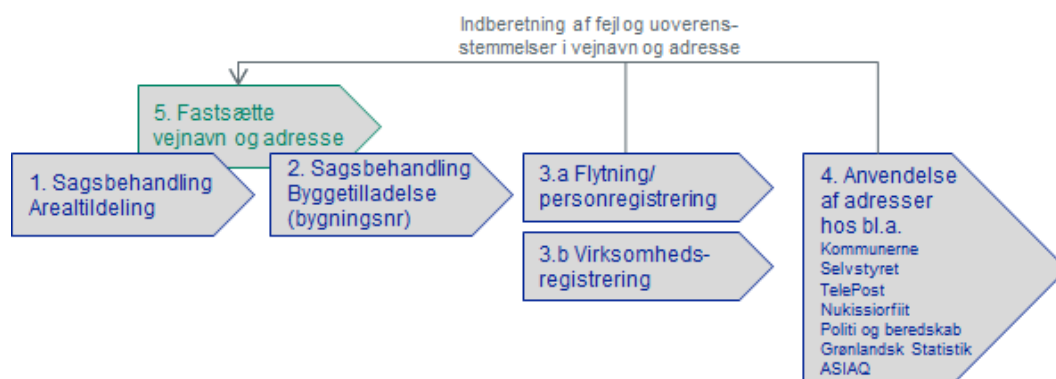 Indberetning af fejl og uoverens-
stemmelser i vejnavn og adresse
5. Fastsætte
vejnavn og adresse
1. Sagsbehandling
Arealtildeling
2. Sagsbehandling
Byggetilladelse
(bygningsnr)
3.a Flytning/
personregistrering
3.b Virksomheds-
registrering
4. Anvendelse
af adresser
hos bl.a.
Kommunerne
Selvstyret
TelePost
Nukissiorfiit
Politi og beredskab
Grønlandsk Statistik
ASIAQ